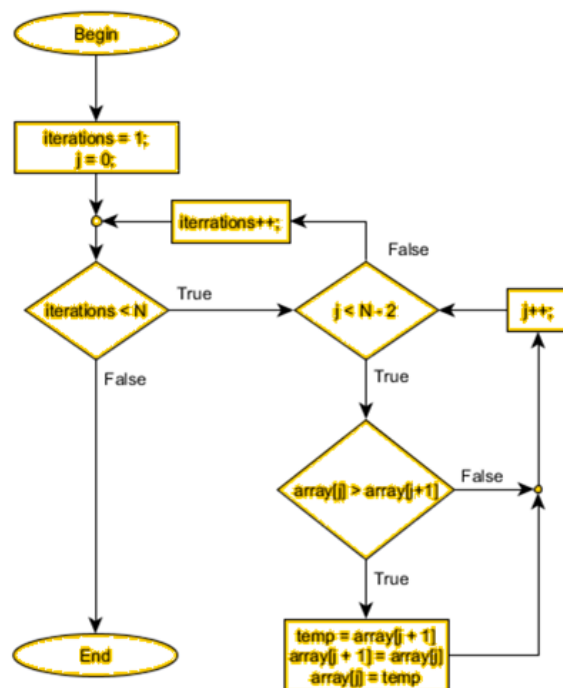 Begin
iterations = 1;
j = 0;
iterrations++;
False
iterations < N
True
j < N - 2
j++;
False
True
array[j] > array[j+1]
False
True
temp = array[j + 1]
array[j + 1] = array[j]
array[j] = temp
End